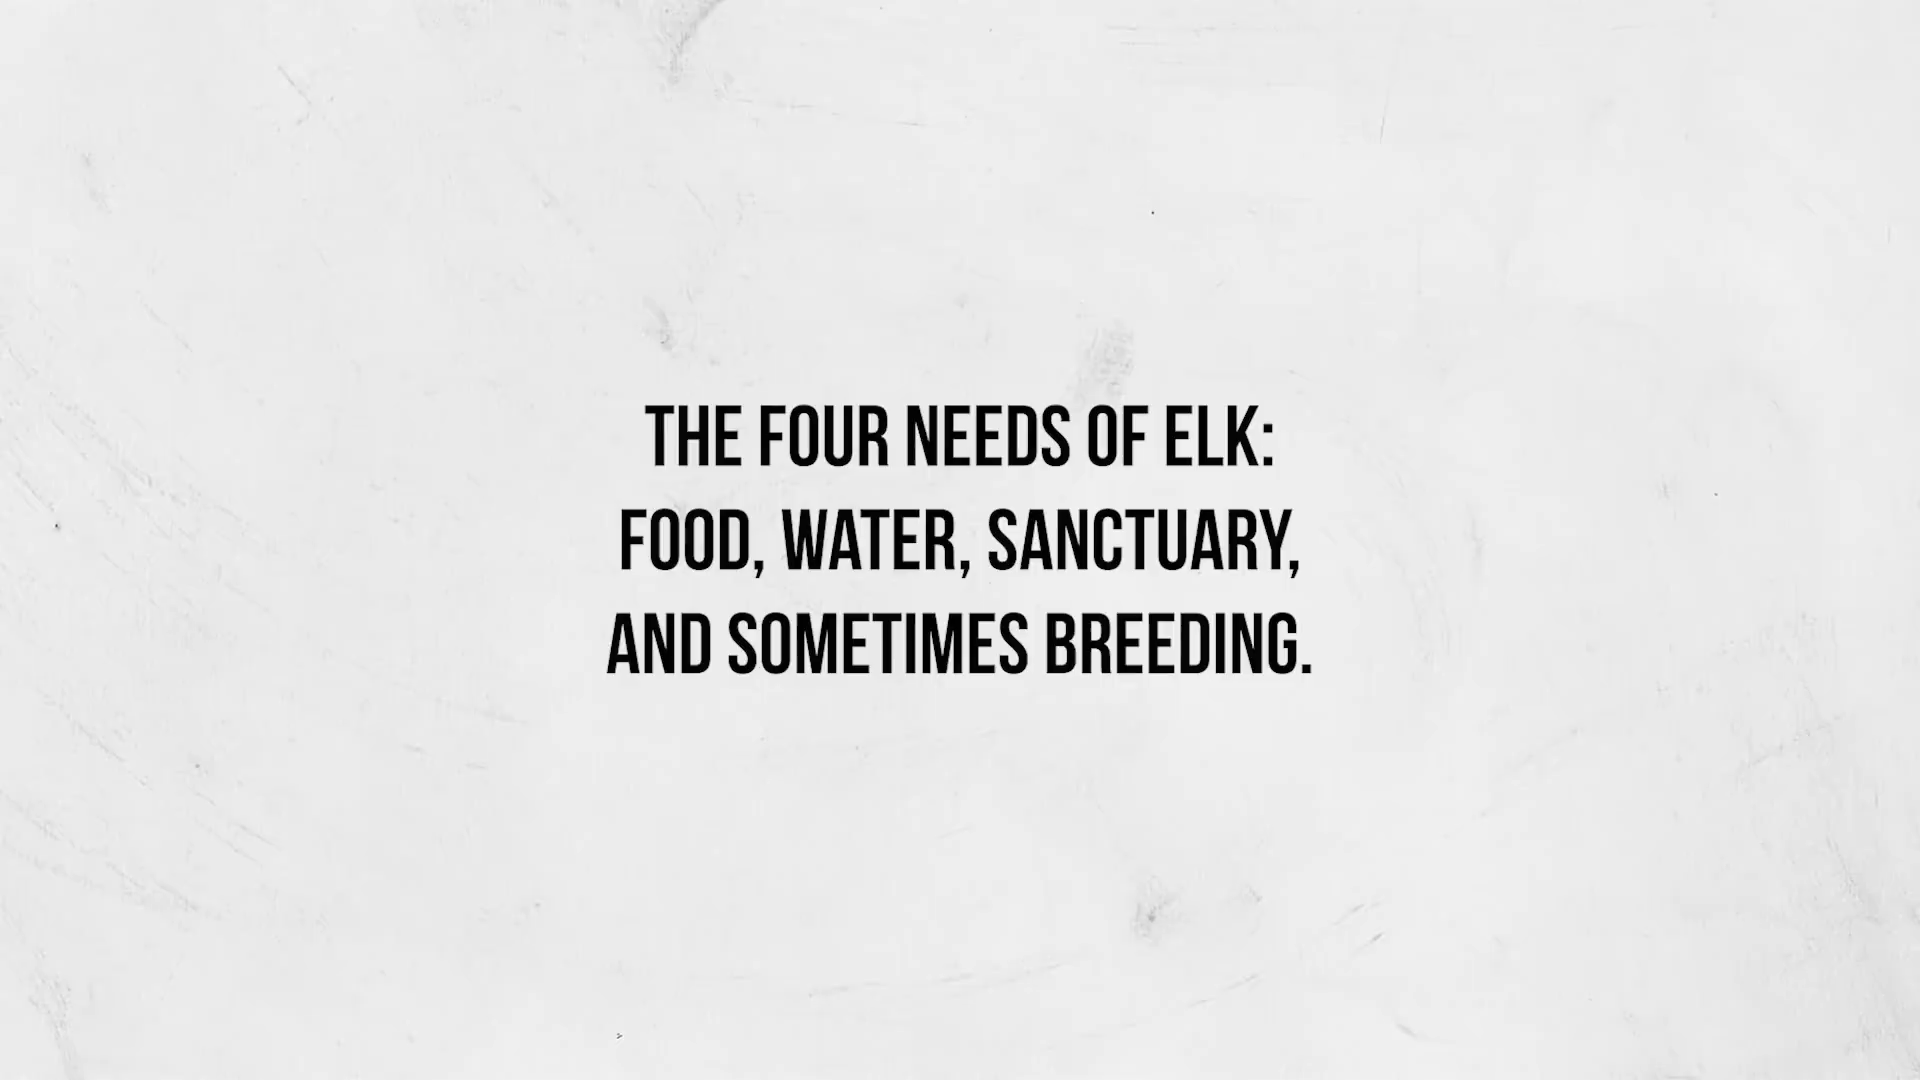 THE FOUR NEEDS OF ELK:
FOOD, WATER, SANCTUARY,
AND SOMETIMES BREEDING.